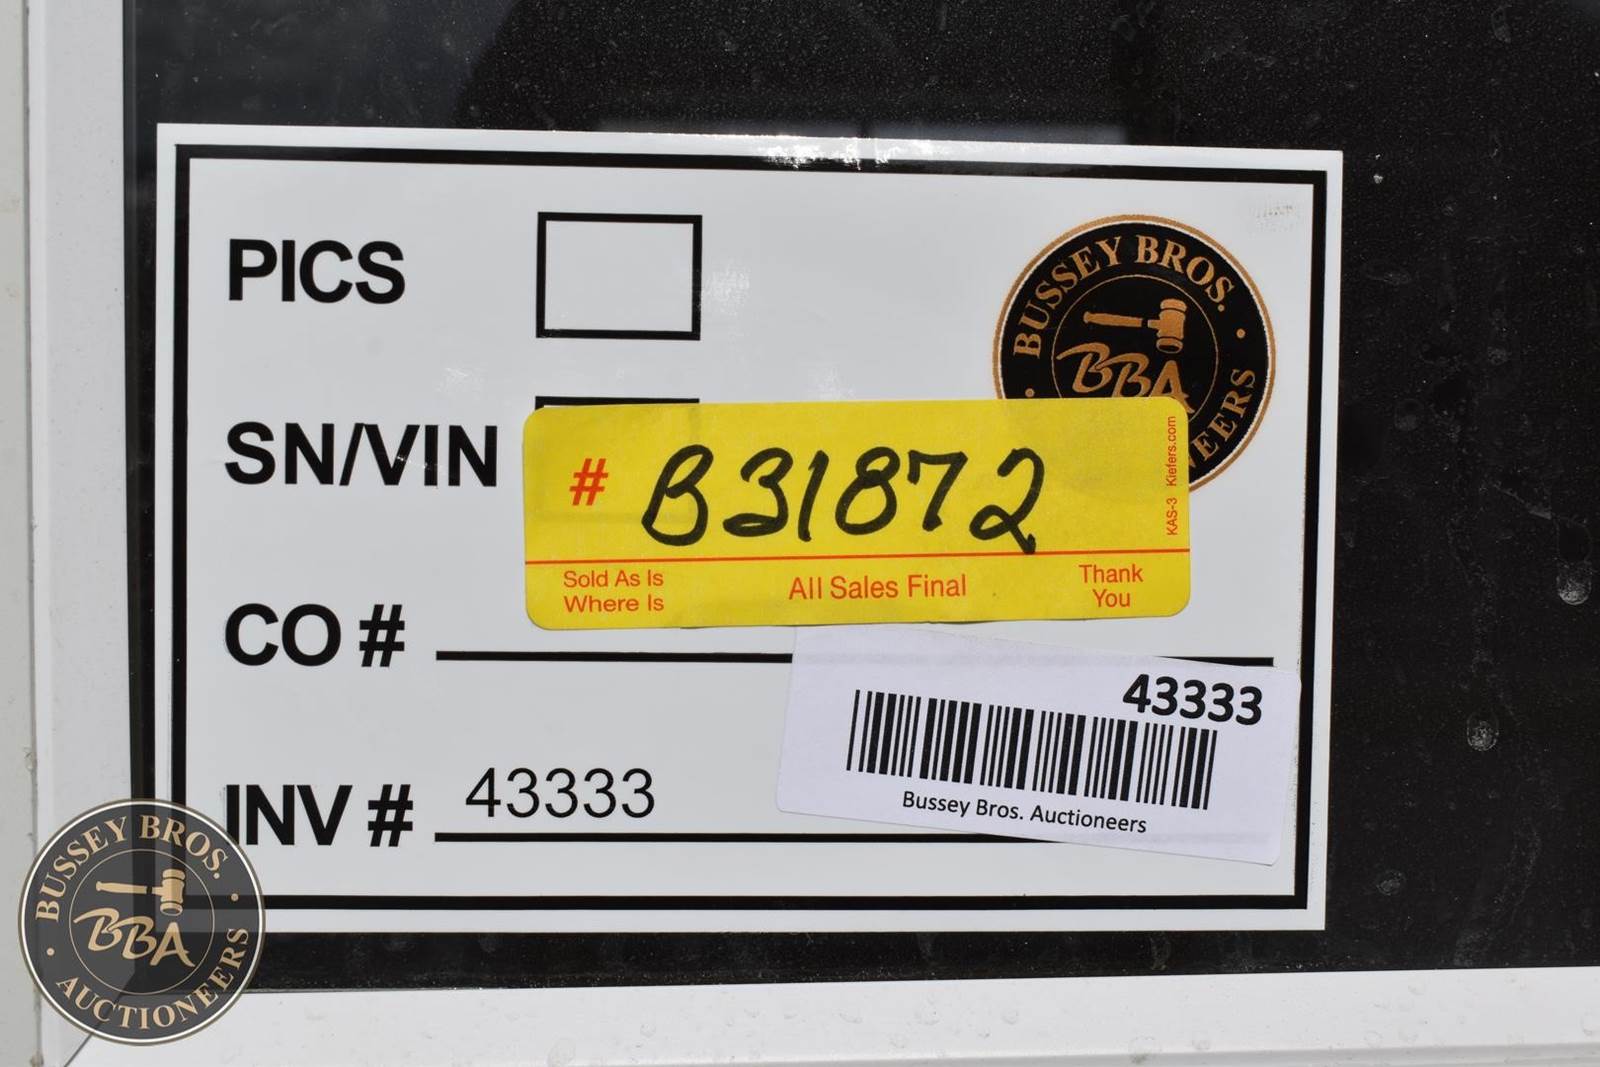 PICS
BUSSEY BROS.
BBA
SN/VIN
# B31872
KAS-3 Kiefers.com
Sold As Is
Where Is
All Sales Final
Thank
You
CO #
43333
Bussey Bros. Auctioneers
INV # 43333
BUSSEY BROS.
BBA
AUCTIONEERS